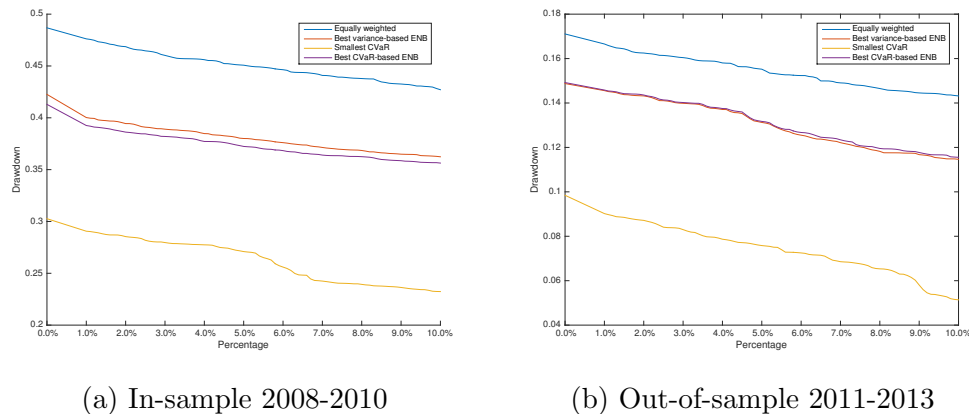 0.5
0.45
0.4
0.35
0.3
0.25
0.2
Drawdown
Equally weighted
Best variance-based ENB
Smallest CVaR
Best CVaR-based ENB
0.0% 1.0% 2.0% 3.0% 4.0% 5.0% 6.0% 7.0% 8.0% 9.0% 10.0%
Percentage
(a) In-sample 2008-2010
0.18
0.16
0.14
0.12
0.1
0.08
0.06
0.04
Drawdown
Equally weighted
Best variance-based ENB
Smallest CVaR
Best CVaR-based ENB
0.0% 1.0% 2.0% 3.0% 4.0% 5.0% 6.0% 7.0% 8.0% 9.0% 10.0%
Percentage
(b) Out-of-sample 2011-2013